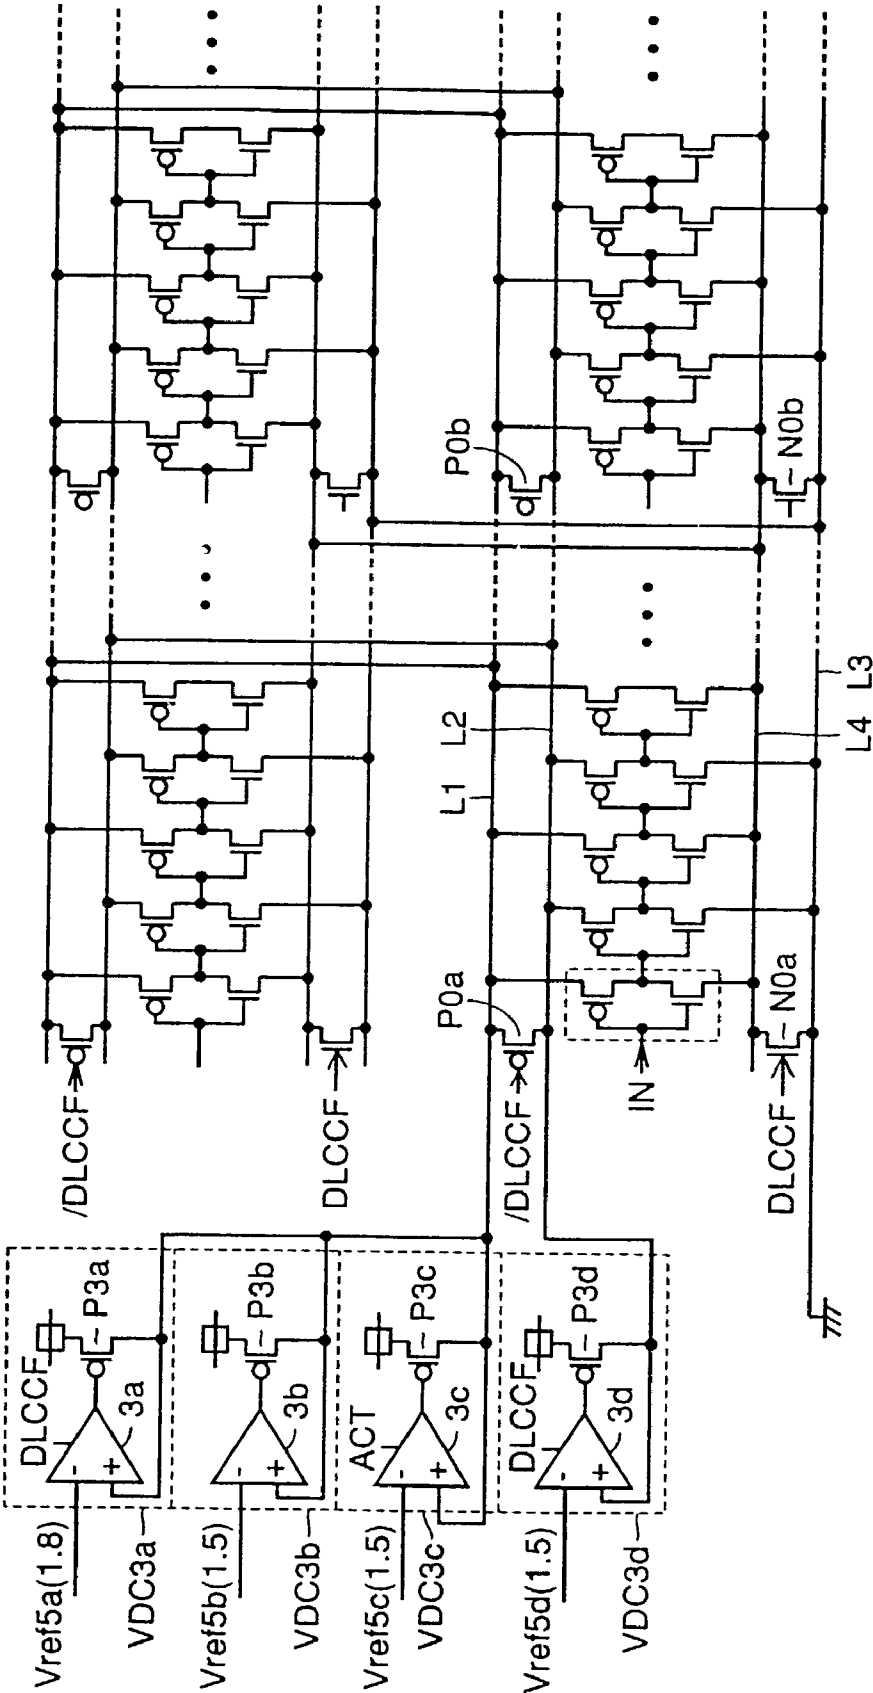 Vref5a(1.8)
VDC3a
DLCCF
3a
P3a
-
+
Vref5b(1.5)
VDC3b
3b
P3b
-
+
Vref5c(1.5)
VDC3c
ACT
3c
P3c
-
+
Vref5d(1.5)
VDC3d
DLCCF
3d
P3d
-
+
/DLCCF
DLCCF
/DLCCF
P0a
IN
DLCCF
N0a
L1
L2
L4
L3
P0b
N0b